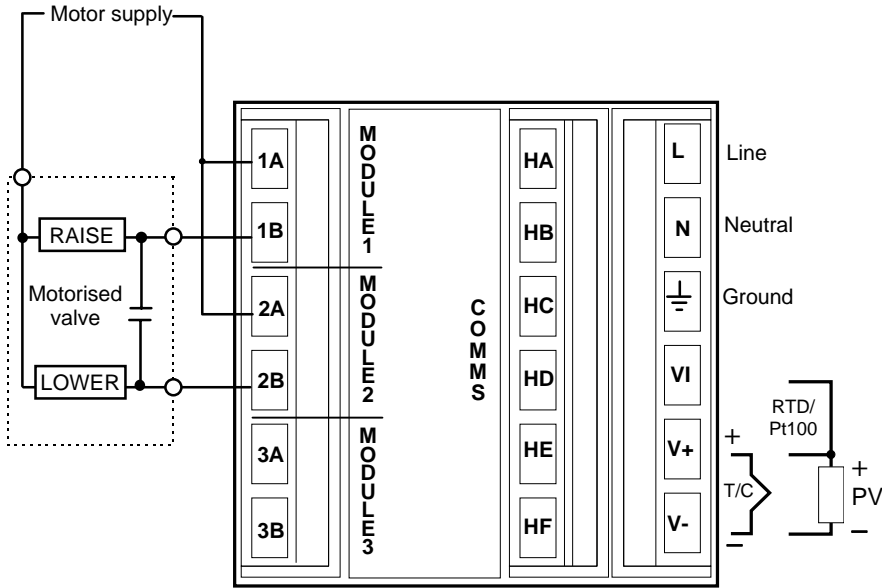 Motor supply
RAISE
Motorised
valve
LOWER
1A
1B
2A
2B
3A
3B
MODULE1
MODULE2
MODULE3
COMMS
HA
HB
HC
HD
HE
HF
L
N
VI
V+
V-
Line
Neutral
Ground
+
T/C
–
RTD/
Pt100
+
PV
–